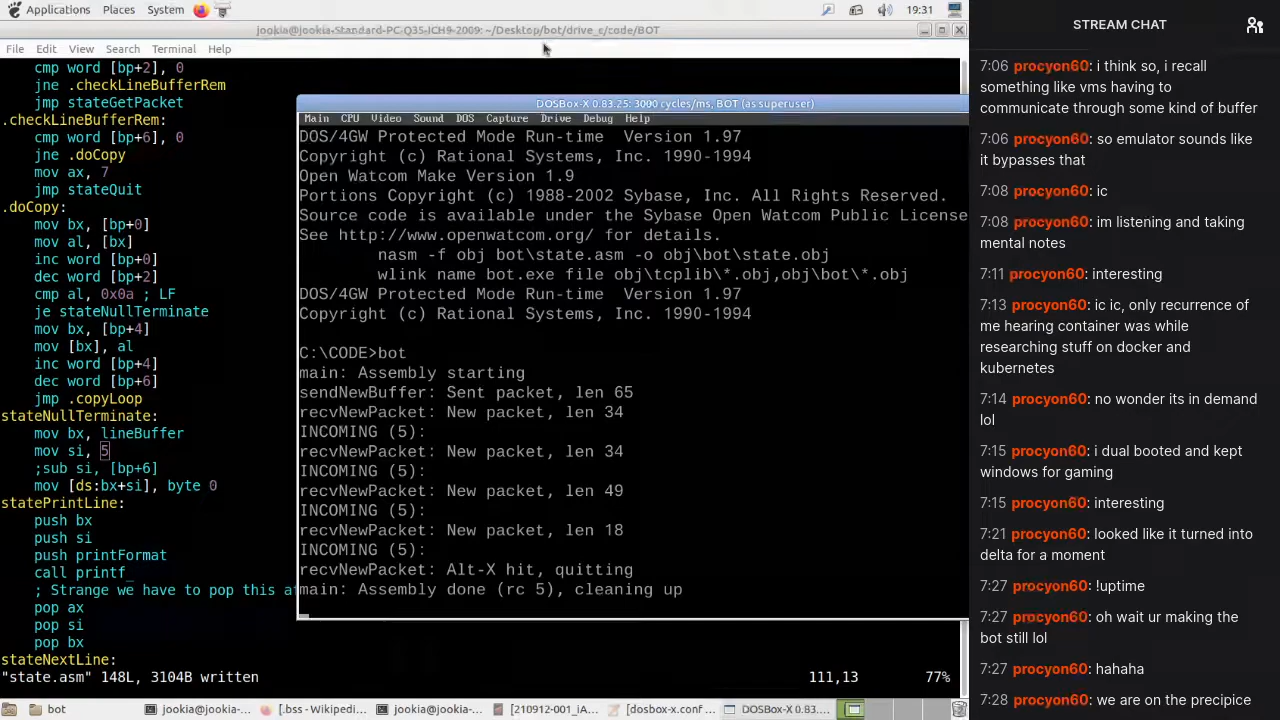 Applications Places System 19:31
jookia@jookia-Standard-PC-Q35-ICH9-2009: ~/Desktop/bot/drive_c/code/BOT
File Edit View Search Terminal Help
cmp word [bp+2], 0
jne .checkLineBufferRem
jmp stateGetPacket
.checkLineBufferRem:
cmp word [bp+6], 0
jne .doCopy
mov ax, 7
jmp stateQuit
.doCopy:
mov bx, [bp+0]
mov al, [bx]
inc word [bp+0]
dec word [bp+2]
cmp al, 0x0a ; LF
je stateNullTerminate
mov bx, [bp+4]
mov [bx], al
inc word [bp+4]
dec word [bp+6]
jmp .copyLoop
stateNullTerminate:
mov bx, lineBuffer
mov si, 5
;sub si, [bp+6]
mov [ds:bx+si], byte 0
statePrintLine:
push bx
push si
push printFormat
call printf_
; Strange we have to pop this af
pop ax
pop si
pop bx
stateNextLine:
"state.asm" 148L, 3104B written 111,13 77%
DOSBox-X 0.83.25: 3000 cycles/ms, BOT (as superuser)
Main CPU Video Sound DOS Capture Drive Debug Help
DOS/4GW Protected Mode Run-time Version 1.97
Copyright (c) Rational Systems, Inc. 1990-1994
Open Watcom Make Version 1.9
Portions Copyright (c) 1988-2002 Sybase, Inc. All Rights Reserved.
Source code is available under the Sybase Open Watcom Public License
See http://www.openwatcom.org/ for details.
nasm -f obj bot\state.asm -o obj\bot\state.obj
wlink name bot.exe file obj\tcplib\*.obj,obj\bot\*.obj
DOS/4GW Protected Mode Run-time Version 1.97
Copyright (c) Rational Systems, Inc. 1990-1994
C:\CODE>bot
main: Assembly starting
sendNewBuffer: Sent packet, len 65
recvNewPacket: New packet, len 34
INCOMING (5):
recvNewPacket: New packet, len 34
INCOMING (5):
recvNewPacket: New packet, len 49
INCOMING (5):
recvNewPacket: New packet, len 18
INCOMING (5):
recvNewPacket: Alt-X hit, quitting
main: Assembly done (rc 5), cleaning up
bot jookia@jookia-... [.bss - Wikipedi... jookia@jookia-... [210912-001_iA... [dosbox-x.conf ... DOSBox-X 0.83....
STREAM CHAT
7:06 procyon60: i think so, i recall
something like vms having to
communicate through some kind of buffer
7:06 procyon60: so emulator sounds like
it bypasses that
7:08 procyon60: ic
7:08 procyon60: im listening and taking
mental notes
7:11 procyon60: interesting
7:13 procyon60: ic ic, only recurrence of
me hearing container was while
researching stuff on docker and
kubernetes
7:14 procyon60: no wonder its in demand
lol
7:15 procyon60: i dual booted and kept
windows for gaming
7:15 procyon60: interesting
7:21 procyon60: looked like it turned into
delta for a moment
7:27 procyon60: !uptime
7:27 procyon60: oh wait ur making the
bot still lol
7:27 procyon60: hahaha
7:28 procyon60: we are on the precipice